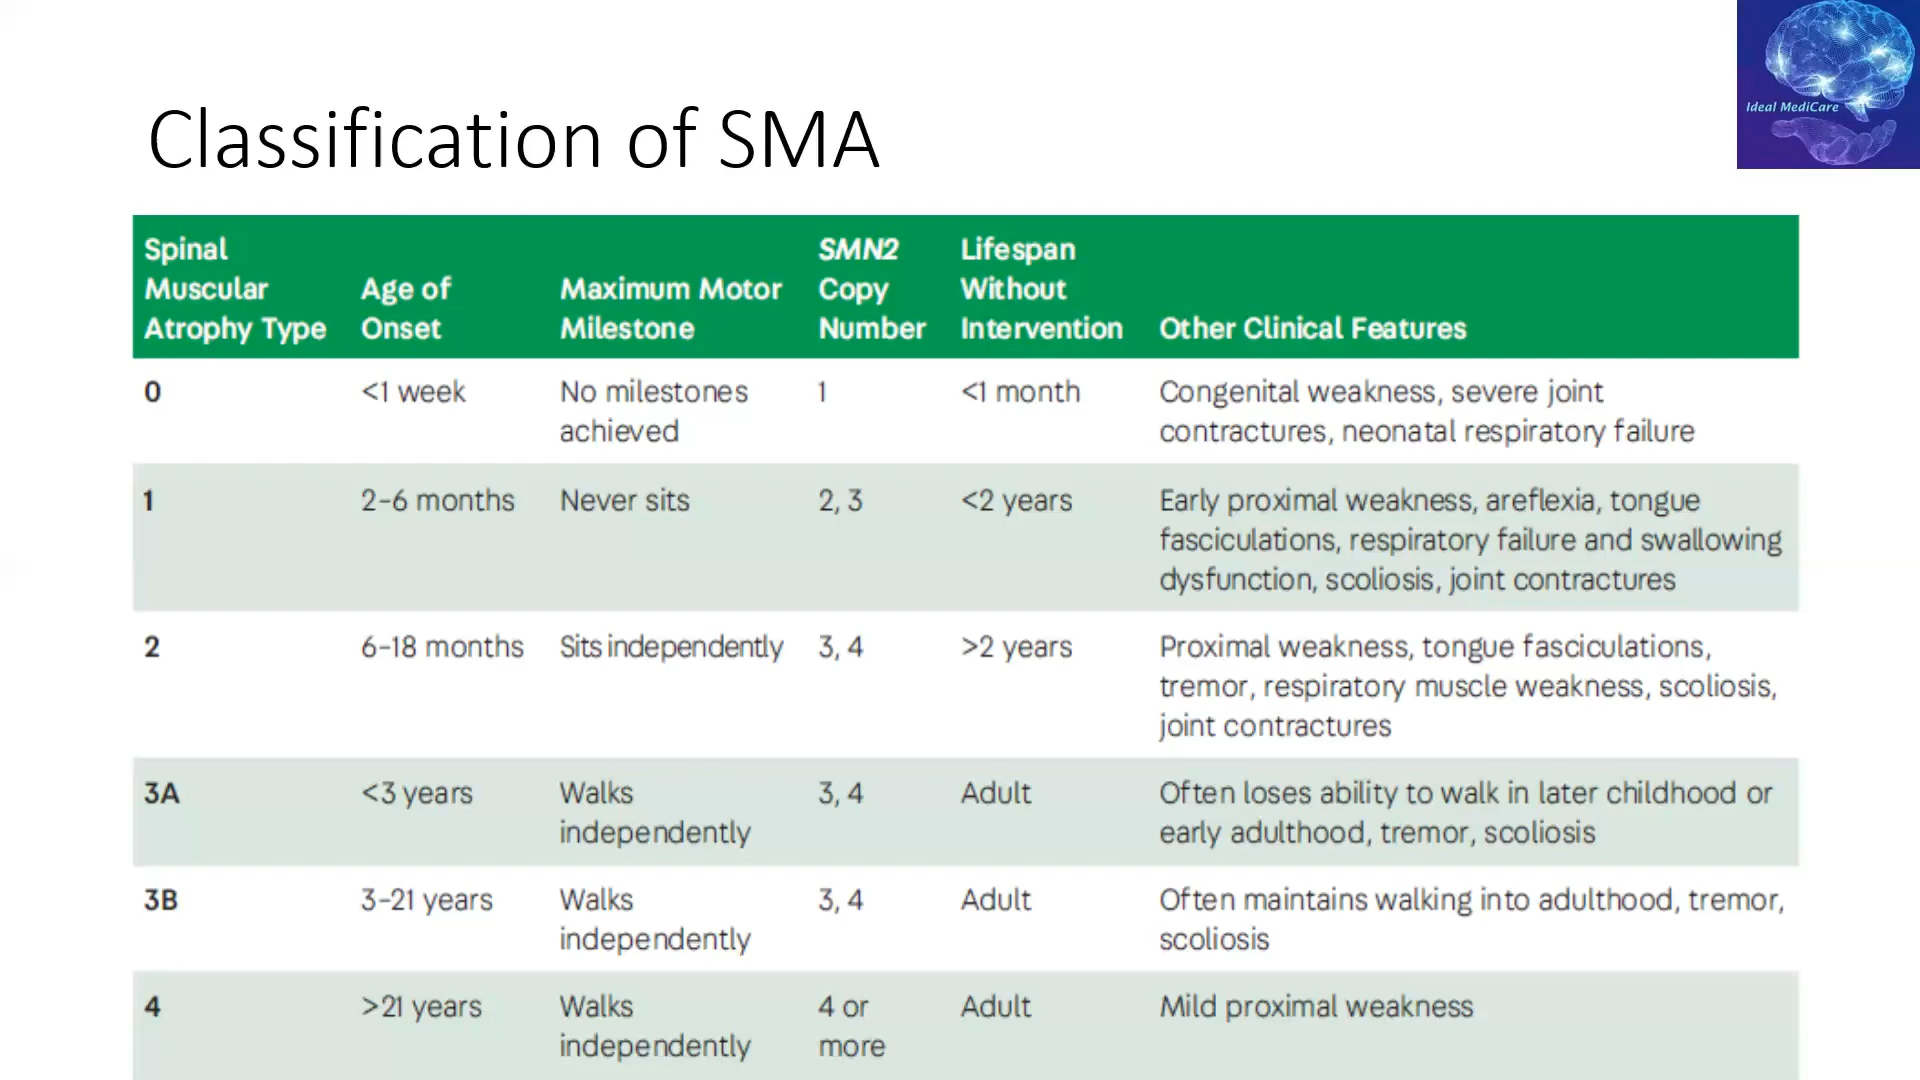 Ideal MediCare
Classification of SMA
Spinal Muscular Atrophy Type | Age of Onset | Maximum Motor Milestone | SMN2 Copy Number | Lifespan Without Intervention | Other Clinical Features
0 | <1 week | No milestones achieved | 1 | <1 month | Congenital weakness, severe joint contractures, neonatal respiratory failure
1 | 2-6 months | Never sits | 2, 3 | <2 years | Early proximal weakness, areflexia, tongue fasciculations, respiratory failure and swallowing dysfunction, scoliosis, joint contractures
2 | 6-18 months | Sits independently | 3, 4 | >2 years | Proximal weakness, tongue fasciculations, tremor, respiratory muscle weakness, scoliosis, joint contractures
3A | <3 years | Walks independently | 3, 4 | Adult | Often loses ability to walk in later childhood or early adulthood, tremor, scoliosis
3B | 3-21 years | Walks independently | 3, 4 | Adult | Often maintains walking into adulthood, tremor, scoliosis
4 | >21 years | Walks independently | 4 or more | Adult | Mild proximal weakness